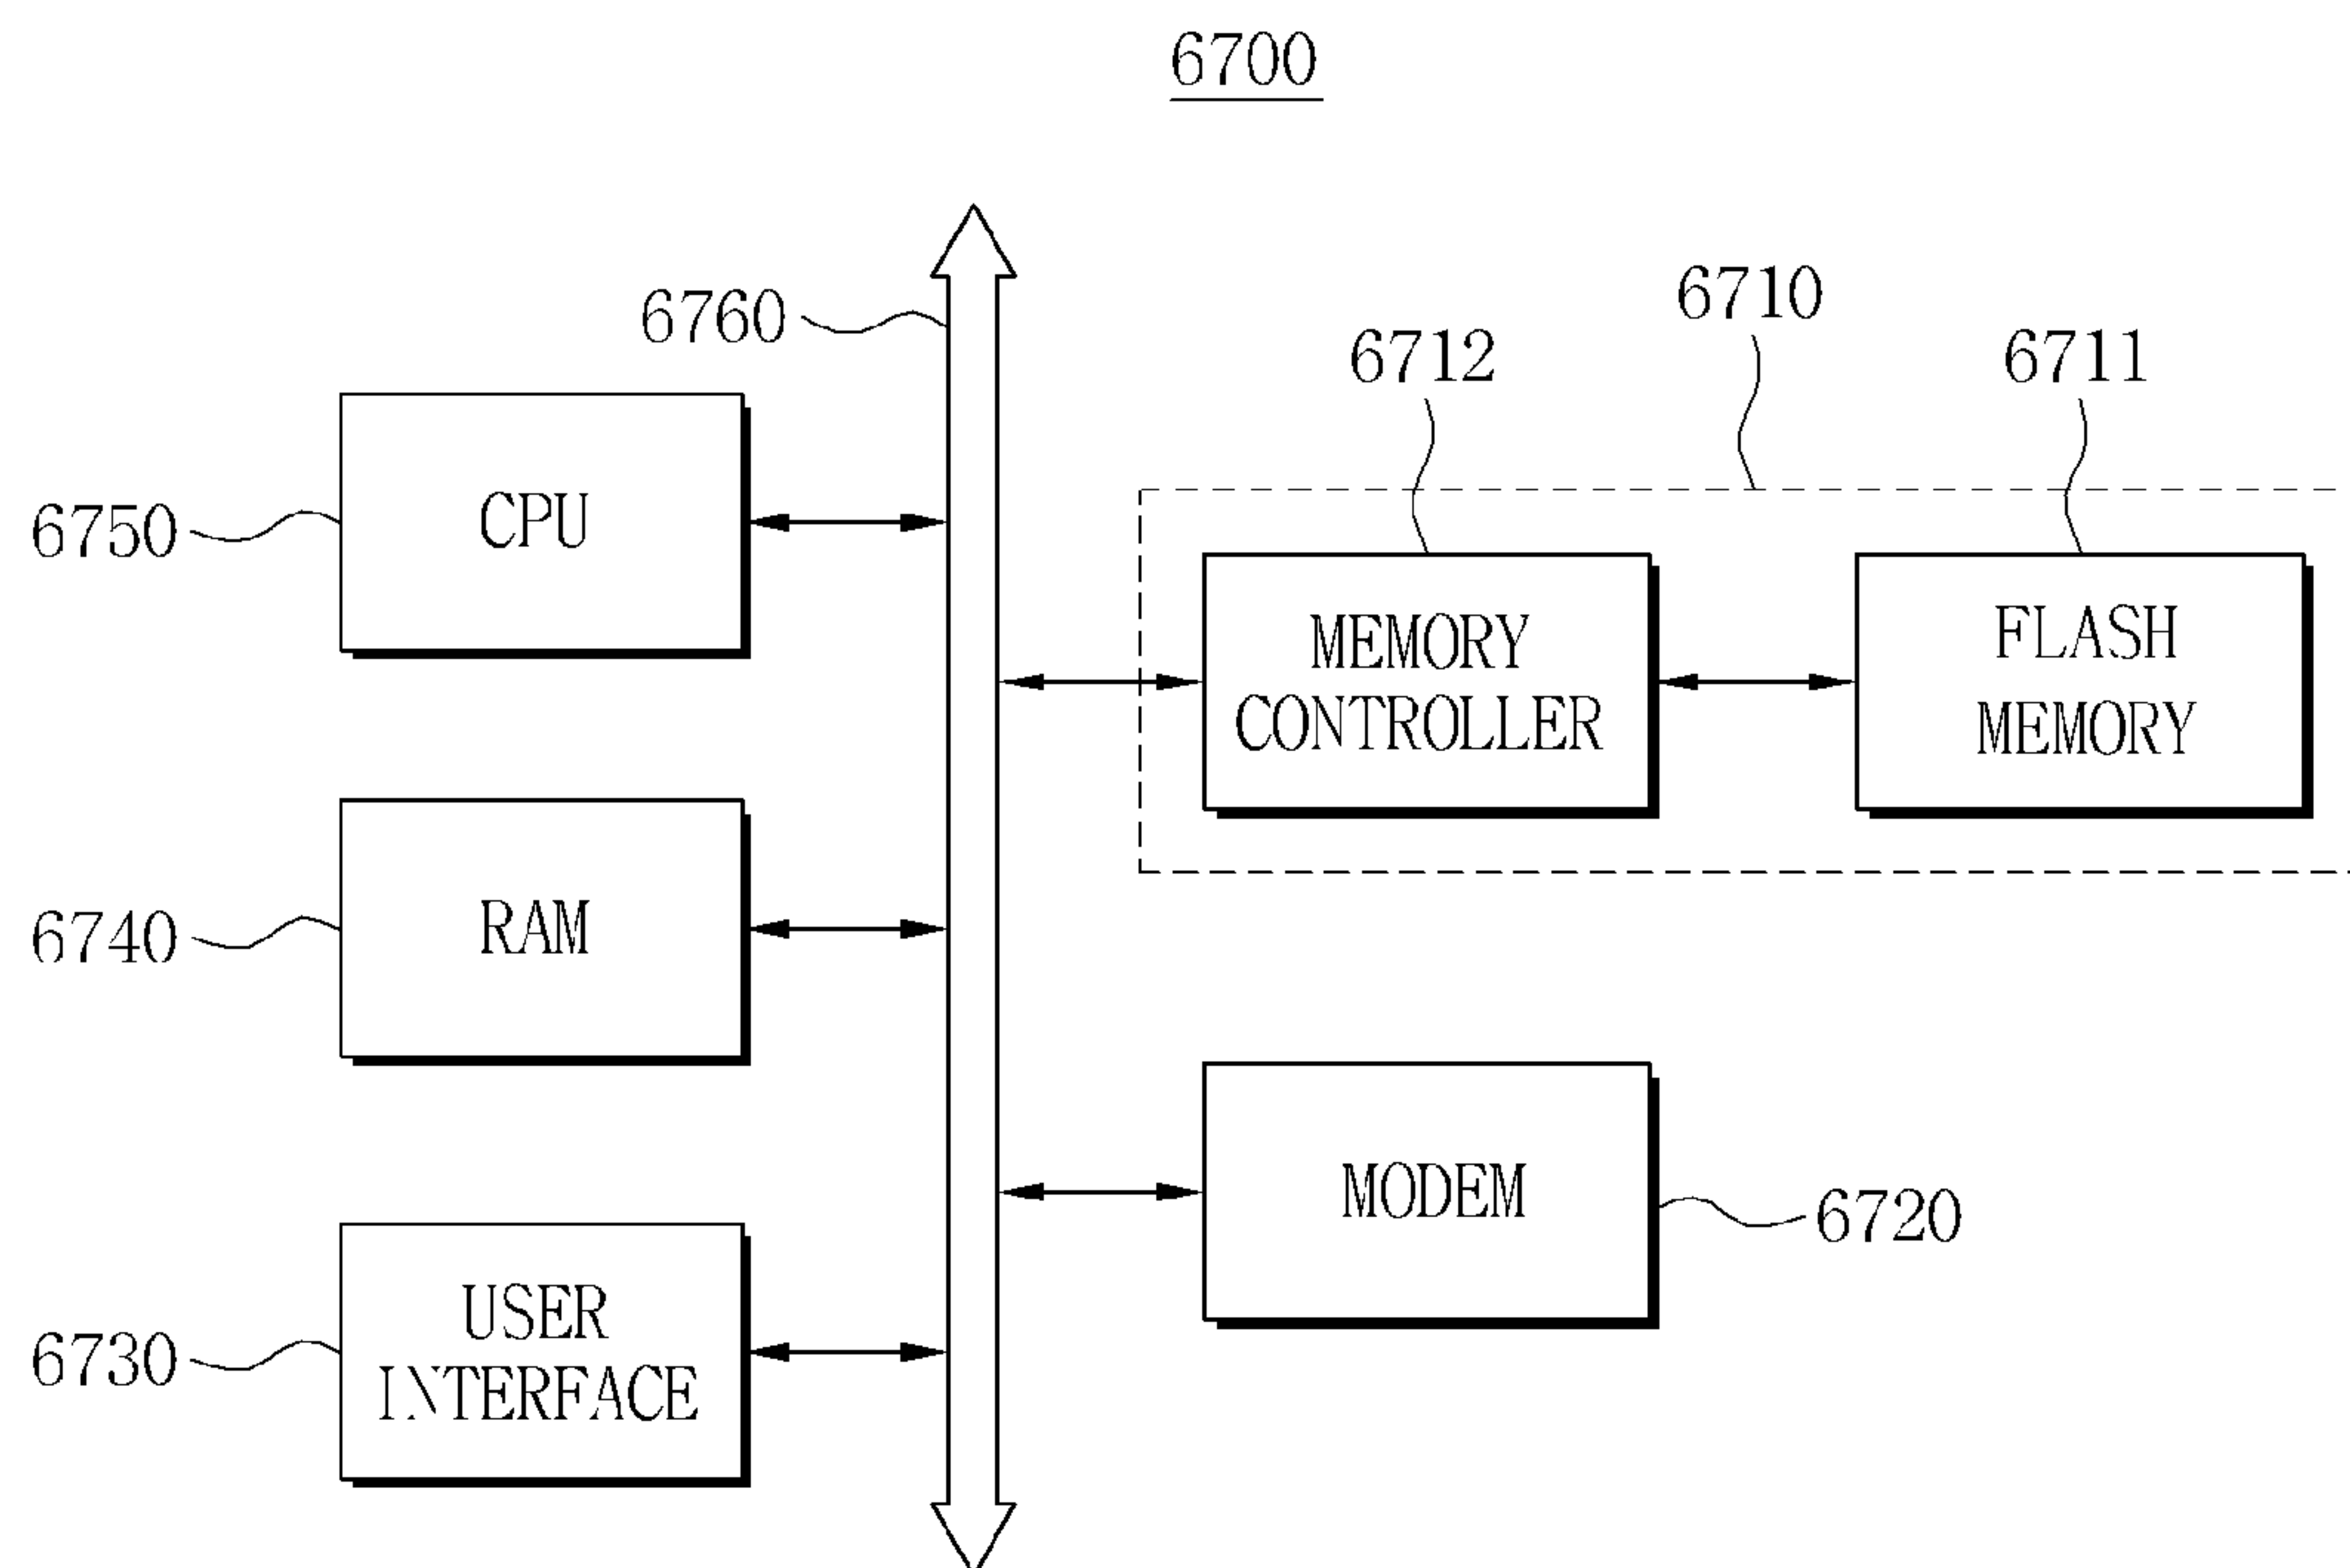 6700
6760
6710
6712
6711
6750
CPU
MEMORY
CONTROLLER
FLASH
MEMORY
6740
RAM
MODEM
6720
6730
USER
INTERFACE